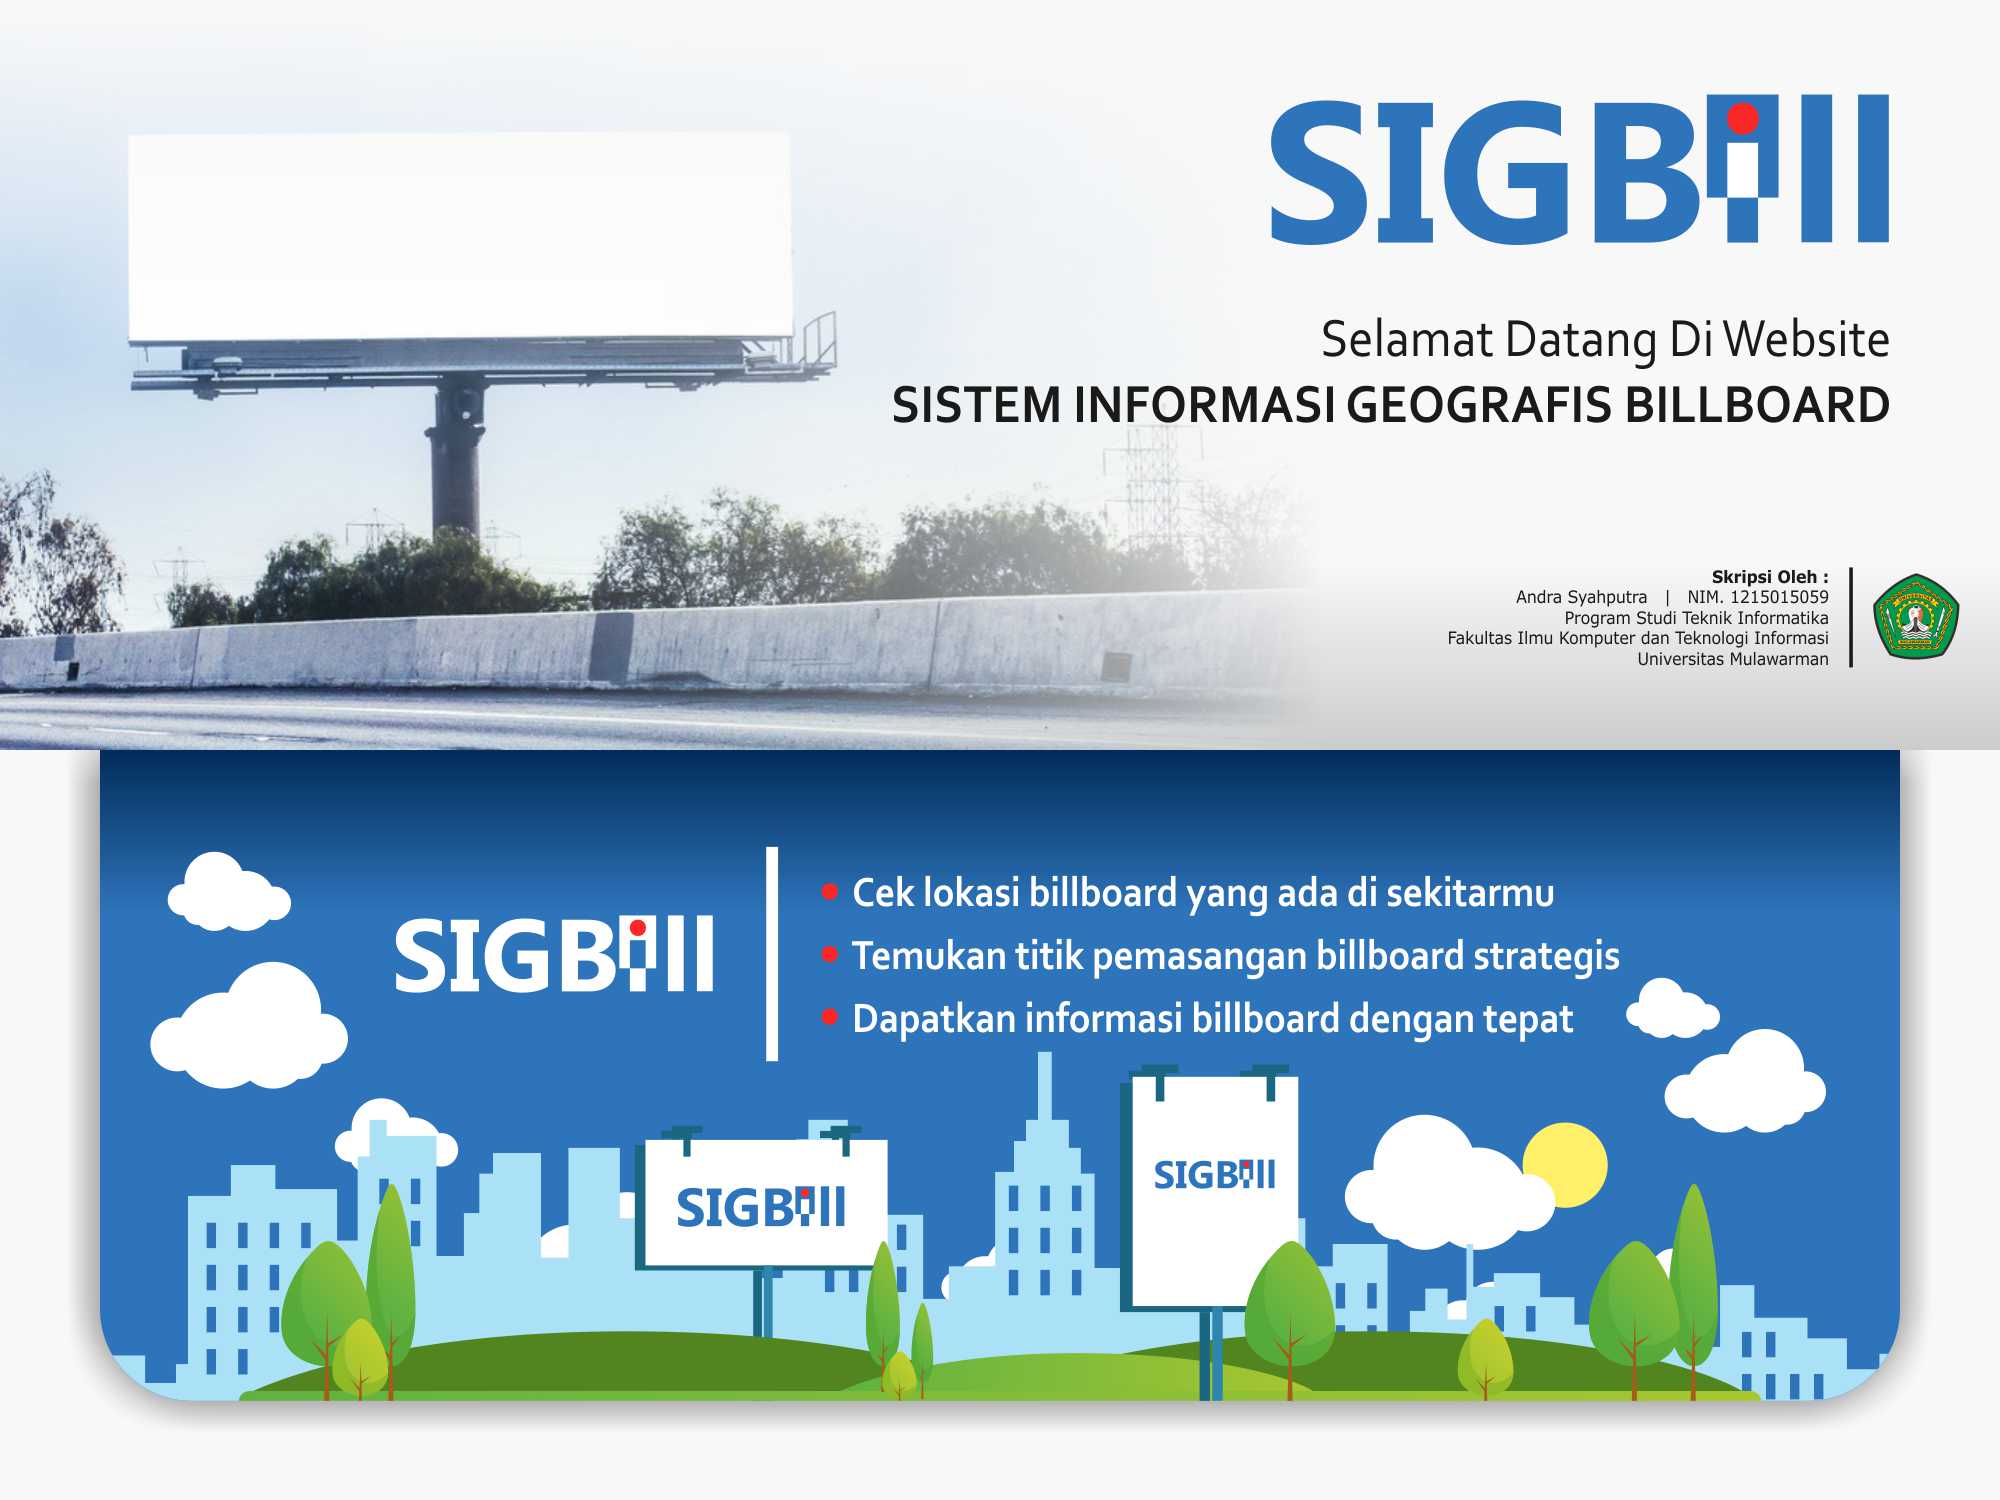 SIGBill
Selamat Datang Di Website
SISTEM INFORMASI GEOGRAFIS BILLBOARD
Skripsi Oleh :
Andra Syahputra | NIM. 1215015059
Program Studi Teknik Informatika
Fakultas Ilmu Komputer dan Teknologi Informasi
Universitas Mulawarman
SIGBill
Cek lokasi billboard yang ada di sekitarmu
Temukan titik pemasangan billboard strategis
Dapatkan informasi billboard dengan tepat
SIGBill
SIGBill